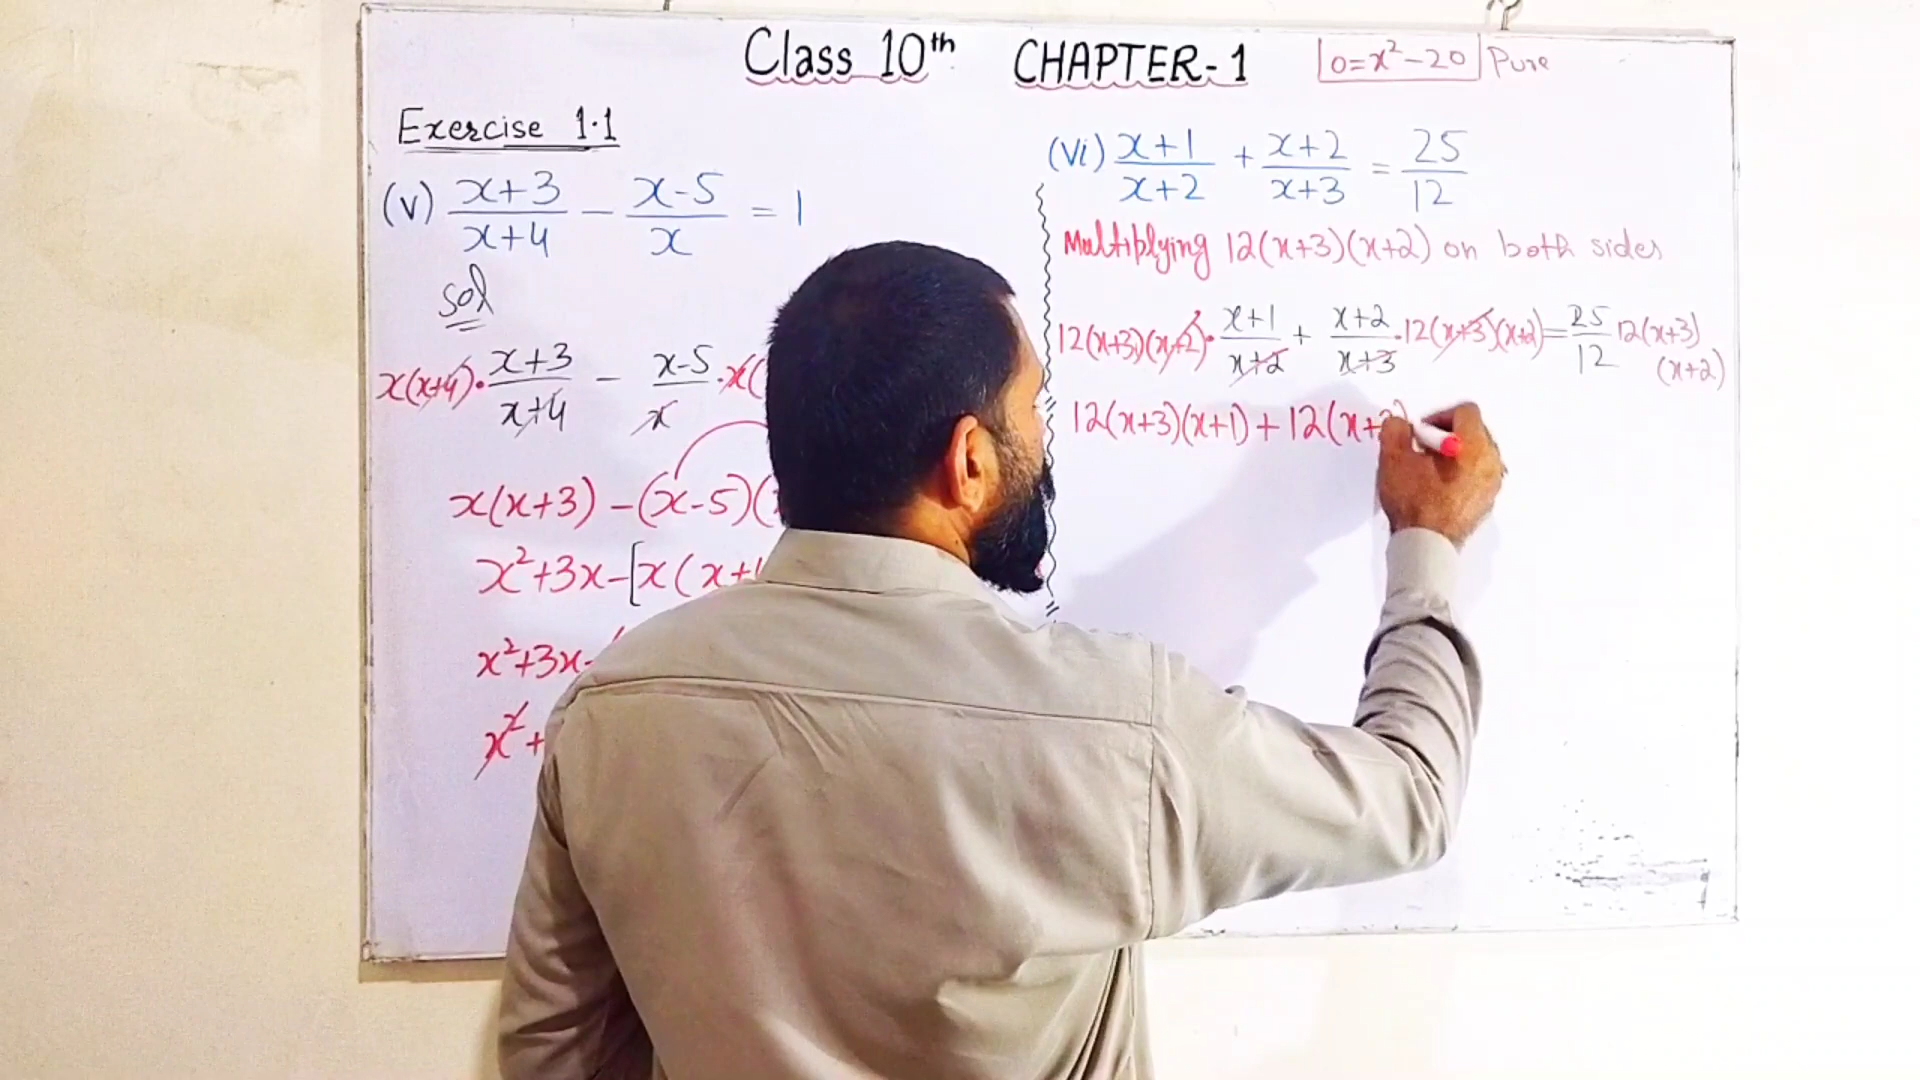 Class 10th CHAPTER-1
0=x²-20 Pure
Exercise 1.1
(v) x+3/x+4 - x-5/x = 1
sol
x(x+4)·x+3/x+4 - x-5/x·x(
x(x+3)-(x-5)(
x²+3x-[x(x+4
x²+3x-
x²+
(vi) x+1/x+2 + x+2/x+3 = 25/12
Multiplying 12(x+3)(x+2) on both sides
12(x+3)(x+2)·x+1/x+2 + x+2/x+3·12(x+3)(x+2)=25/12 12(x+3)
(x+2)
12(x+3)(x+1)+12(x+2)